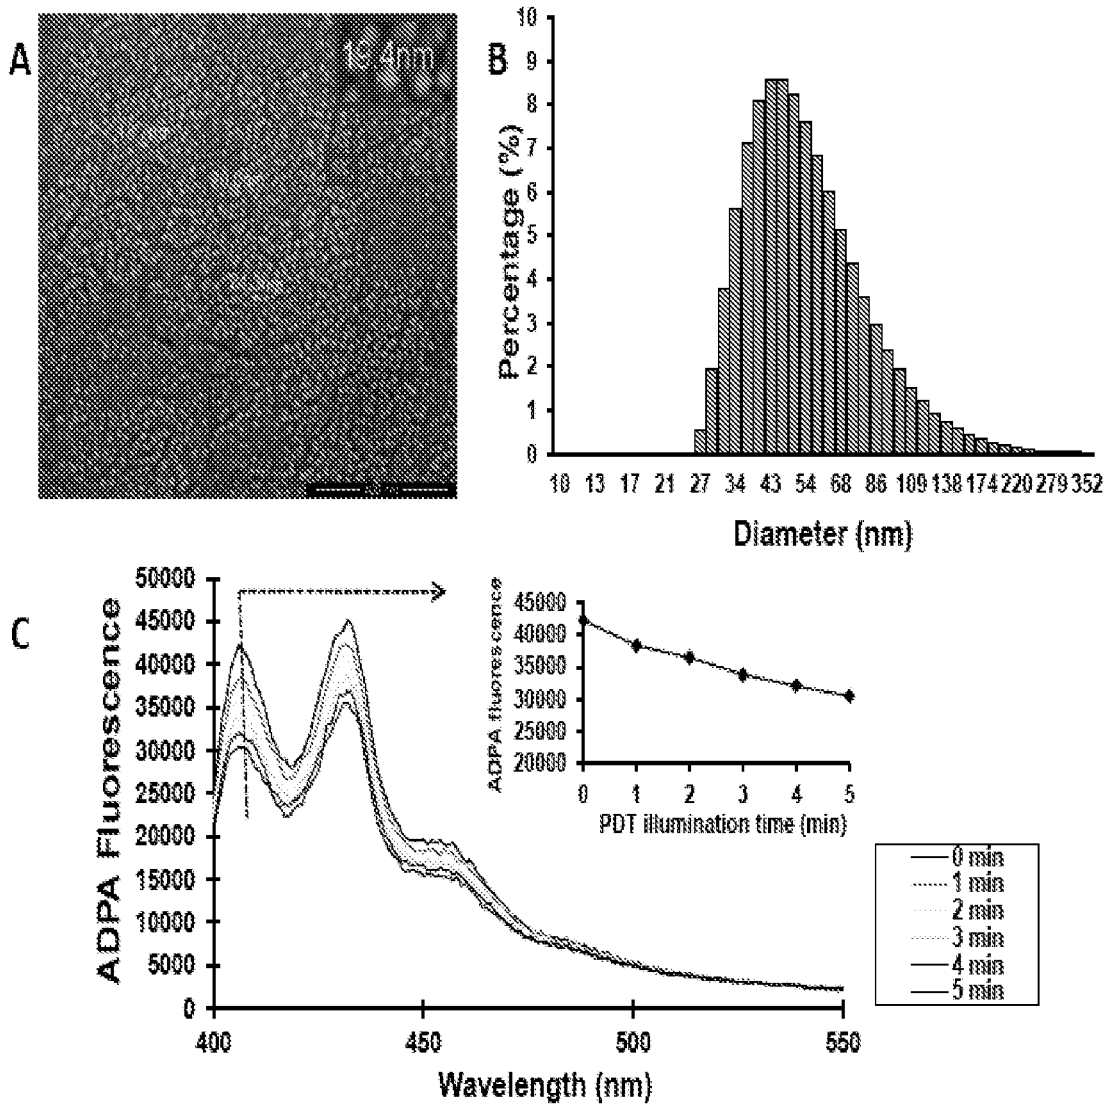 A
19.4nm
B
10
9
8
7
6
5
4
3
2
1
0
Percentage (%)
10 13 17 21 27 34 43 54 68 86 109 138 174 220 279 352
Diameter (nm)
C
50000
45000
40000
35000
30000
25000
20000
15000
10000
5000
0
ADPA Fluorescence
400 450 500 550
Wavelength (nm)
45000
40000
35000
30000
25000
20000
ADPA fluorescence
0 1 2 3 4 5
PDT illumination time (min)
0 min
1 min
2 min
3 min
4 min
5 min